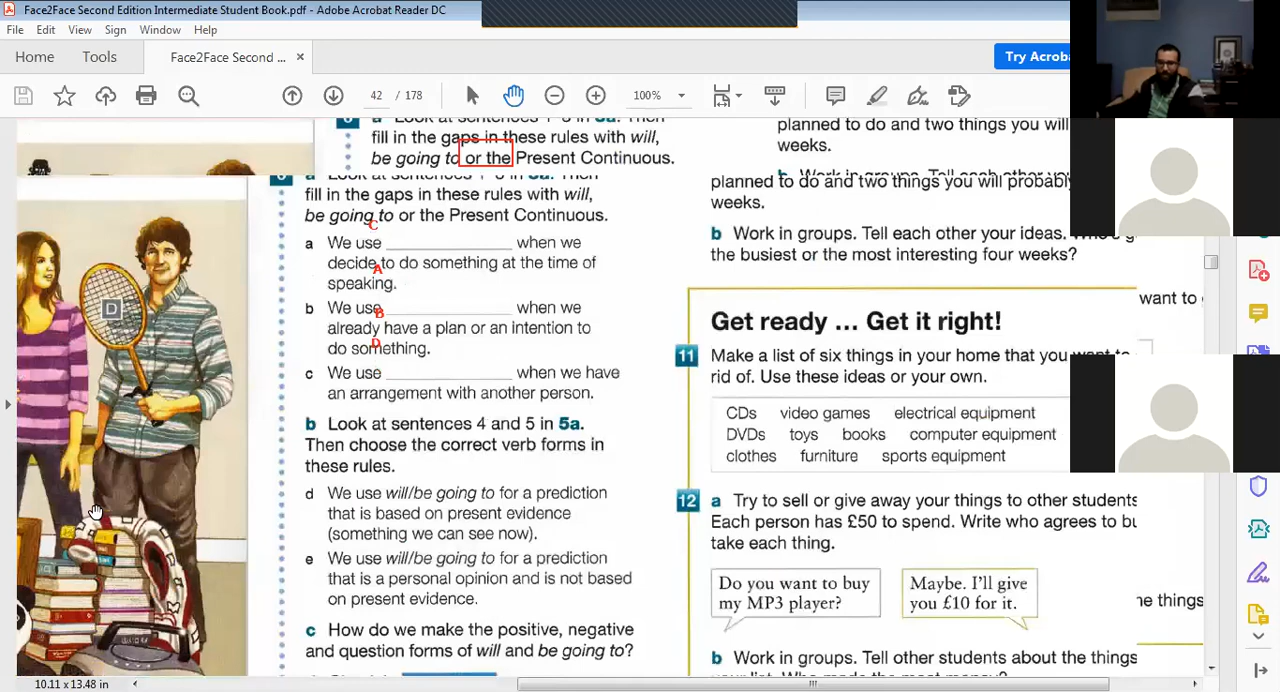 Face2Face Second Edition Intermediate Student Book.pdf - Adobe Acrobat Reader DC
File Edit View Sign Window Help
Home Tools Face2Face Second ... × Try Acroba
42 / 178 100%
fill in the gaps in these rules with will,
be going to or the Present Continuous.
fill in the gaps in these rules with will,
be going to or the Present Continuous.
C
a We use ____________ when we
decide to do something at the time of
A
speaking.
b We use ____________ when we
B
already have a plan or an intention to
D
do something.
c We use ____________ when we have
an arrangement with another person.
b Look at sentences 4 and 5 in 5a.
Then choose the correct verb forms in
these rules.
d We use will/be going to for a prediction
that is based on present evidence
(something we can see now).
e We use will/be going to for a prediction
that is a personal opinion and is not based
on present evidence.
c How do we make the positive, negative
and question forms of will and be going to?
D
planned to do and two things you will
weeks.
planned to do and two things you will probably
weeks.
b Work in groups. Tell each other your ideas.
the busiest or the most interesting four weeks?
want to
Get ready ... Get it right!
11 Make a list of six things in your home that you want to
rid of. Use these ideas or your own.
CDs video games electrical equipment
DVDs toys books computer equipment
clothes furniture sports equipment
12 a Try to sell or give away your things to other students
Each person has £50 to spend. Write who agrees to bu
take each thing.
Do you want to buy
my MP3 player?
Maybe. I'll give
you £10 for it.
he things
b Work in groups. Tell other students about the things
10.11 x 13.48 in